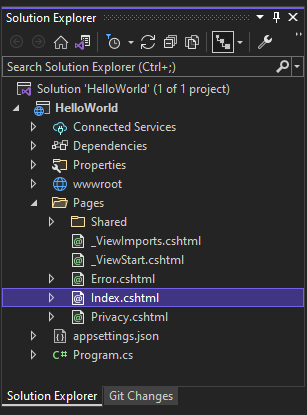 Solution Explorer
Search Solution Explorer (Ctrl+;)
Solution 'HelloWorld' (1 of 1 project)
HelloWorld
Connected Services
Dependencies
Properties
wwwroot
Pages
Shared
_ViewImports.cshtml
_ViewStart.cshtml
Error.cshtml
Index.cshtml
Privacy.cshtml
appsettings.json
C# Program.cs
Solution Explorer Git Changes